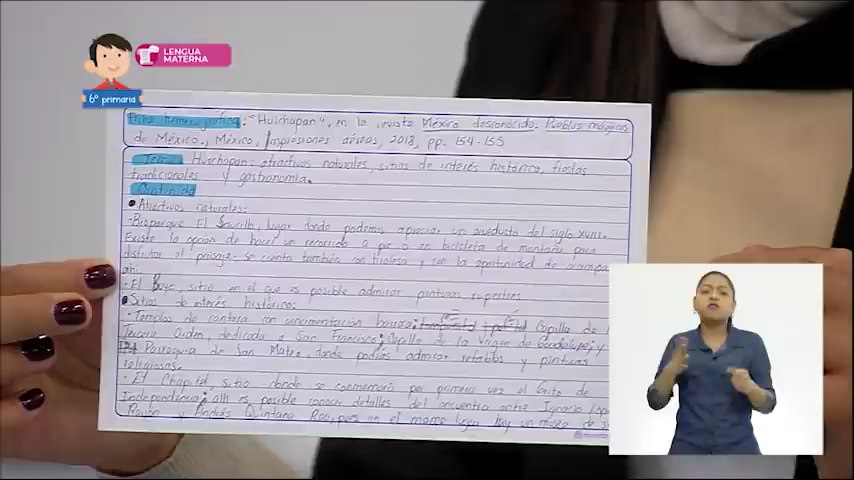 LENGUA
MATERNA
6º primaria
Ficha hemerográfica. "Huichapan", en la revista México desconocido. Pueblos mágicos
de México., México, Impresiones aéreas, 2018, pp. 154-155
Tema: Huichapan: atractivos naturales, sitios de interés histórico, fiestas
tradicionales y gastronomía.
Contenido
• Atractivos naturales:
- Bioparque El Saucillo, lugar donde podemos apreciar un acueducto del siglo XVIII.
Existe la opción de hacer un recorrido a pie o en bicleta de montaña para
disfrutar el paisaje. se cuenta también con tirolesa y con la oportunidad de acampa
ahí.
- El Boye, sitio en el que es posible admirar pinturas rupestres
• Sitios de interés histórico:
- Templos de cantera con ornamentación barroca: Capilla de l
Tercera Orden, dedicada a San Francisco; Capilla de la Virgen de Guadalupe; y
Parroquia de San Mateo, donde podrás admirar retablos y pinturas
religiosas.
- El Chapitel, sitio donde se conmemoró por primera vez el Grito de
Independencia; allí es posible conocer detalles del encuentro entre Ignacio
Rayón y Andrés Quintana Roo, pues en el mismo lugar hay un museo de